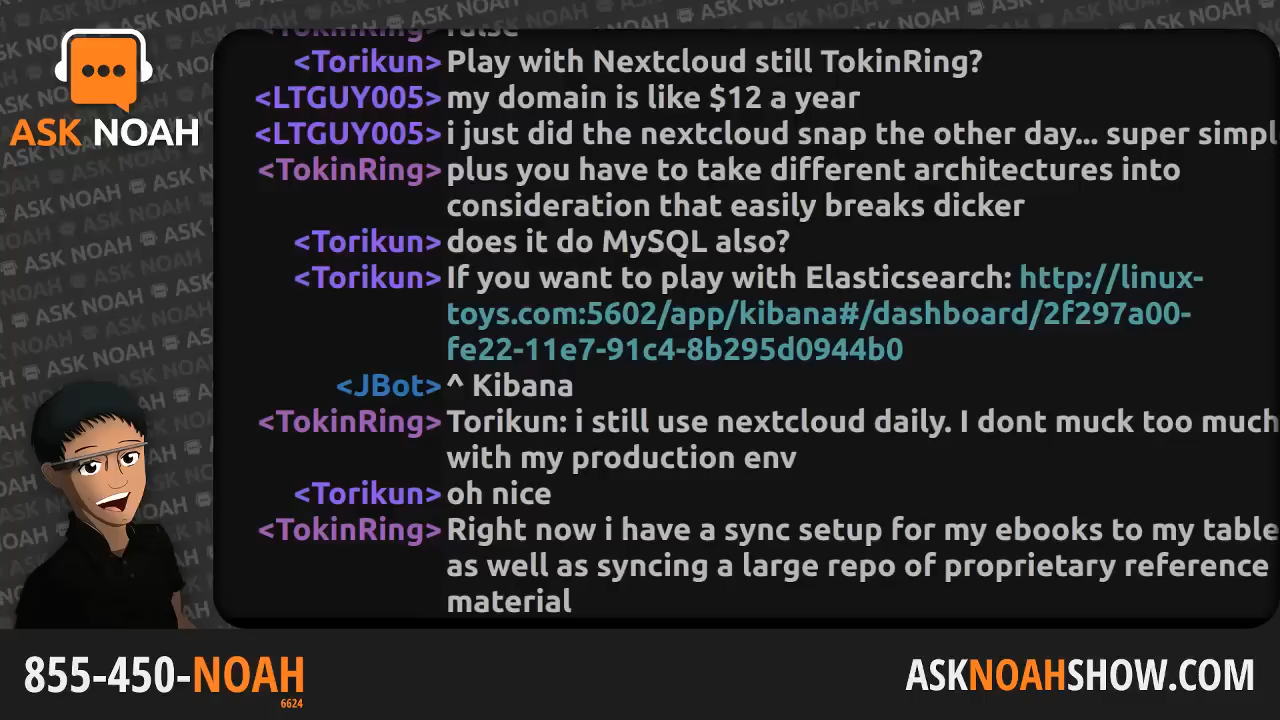 ASK NOAH
<TokinRing> false
<Torikun> Play with Nextcloud still TokinRing?
<LTGUY005> my domain is like $12 a year
<LTGUY005> i just did the nextcloud snap the other day... super simpl
<TokinRing> plus you have to take different architectures into
consideration that easily breaks dicker
<Torikun> does it do MySQL also?
<Torikun> If you want to play with Elasticsearch: http://linux-
toys.com:5602/app/kibana#/dashboard/2f297a00-
fe22-11e7-91c4-8b295d0944b0
<JBot> ^ Kibana
<TokinRing> Torikun: i still use nextcloud daily. I dont muck too much
with my production env
<Torikun> oh nice
<TokinRing> Right now i have a sync setup for my ebooks to my table
as well as syncing a large repo of proprietary reference
material
855-450-NOAH
6624
ASKNOAHSHOW.COM